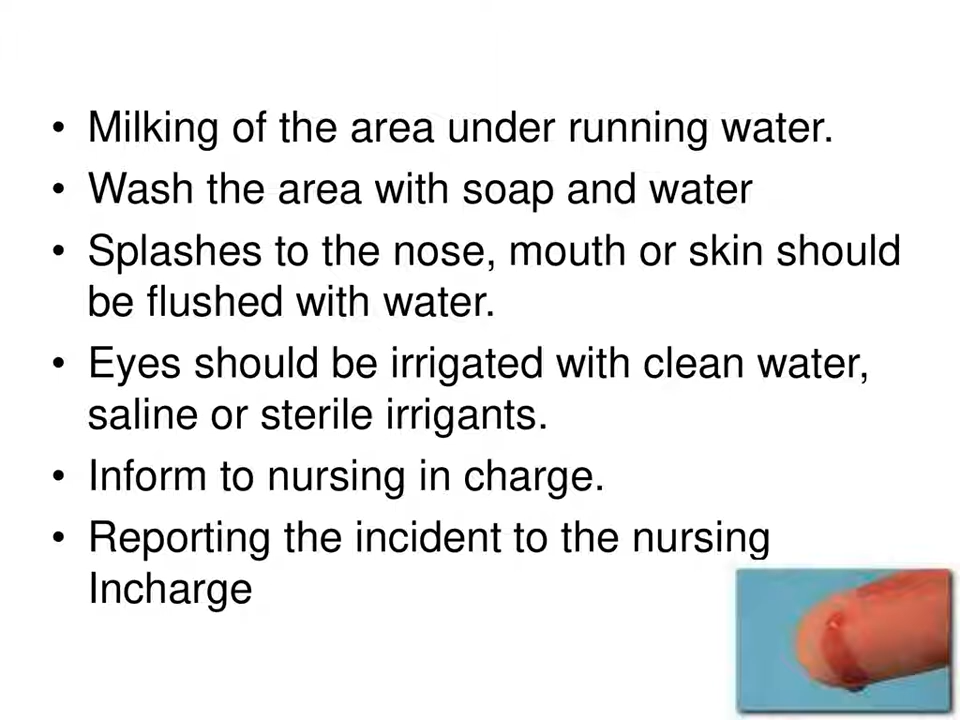 • Milking of the area under running water.
• Wash the area with soap and water
• Splashes to the nose, mouth or skin should
be flushed with water.
• Eyes should be irrigated with clean water,
saline or sterile irrigants.
• Inform to nursing in charge.
• Reporting the incident to the nursing
Incharge